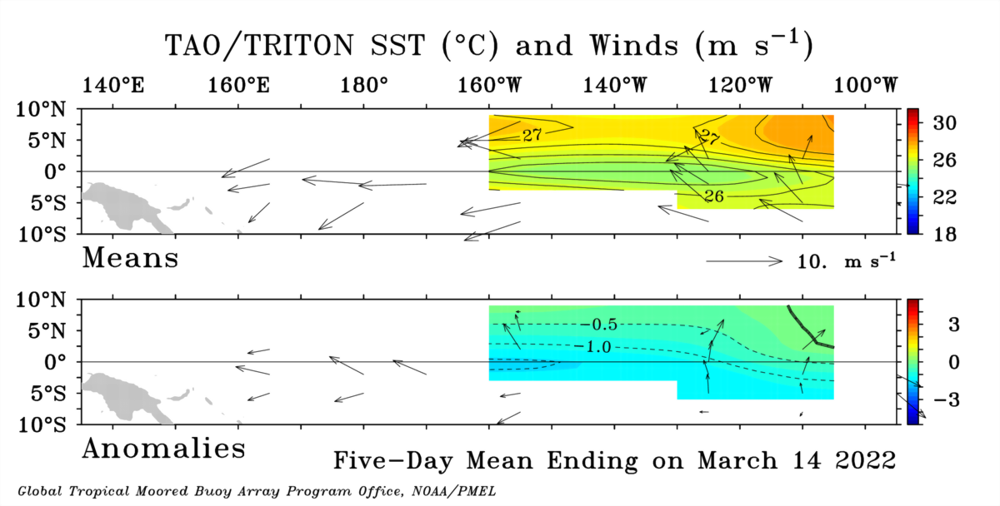 TAO/TRITON SST (°C) and Winds (m s⁻¹)
140°E 160°E 180° 160°W 140°W 120°W 100°W
10°N
5°N
0°
5°S
10°S
27
27
26
30
26
22
18
Means
10. m s⁻¹
10°N
5°N
0°
5°S
10°S
−0.5
−1.0
3
0
−3
Anomalies
Five−Day Mean Ending on March 14 2022
Global Tropical Moored Buoy Array Program Office, NOAA/PMEL